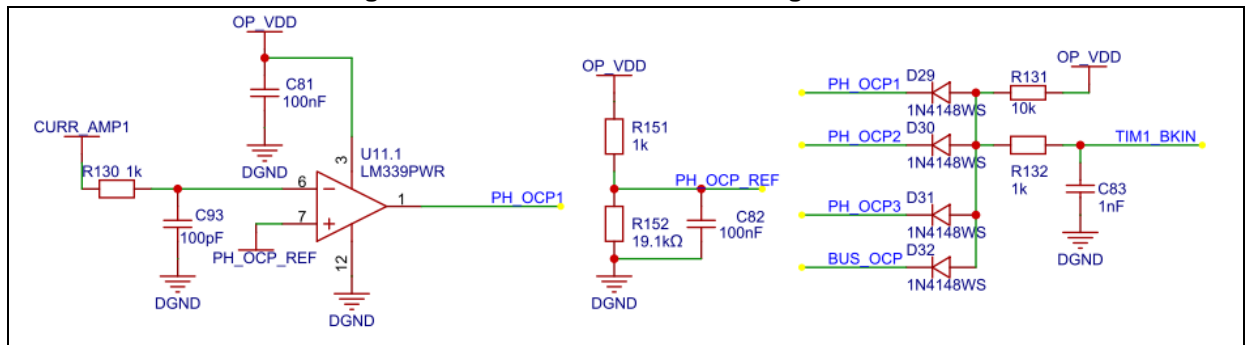 OP_VDD
C81
100nF
DGND
CURR_AMP1
R130 1k
C93
100pF
DGND
PH_OCP_REF
6
7
3
12
1
U11.1
LM339PWR
PH_OCP1
DGND
OP_VDD
R151
1k
PH_OCP_REF
R152
19.1kΩ
C82
100nF
DGND
PH_OCP1
D29
1N4148WS
PH_OCP2
D30
1N4148WS
PH_OCP3
D31
1N4148WS
BUS_OCP
D32
1N4148WS
R131
10k
OP_VDD
R132
1k
TIM1_BKIN
C83
1nF
DGND